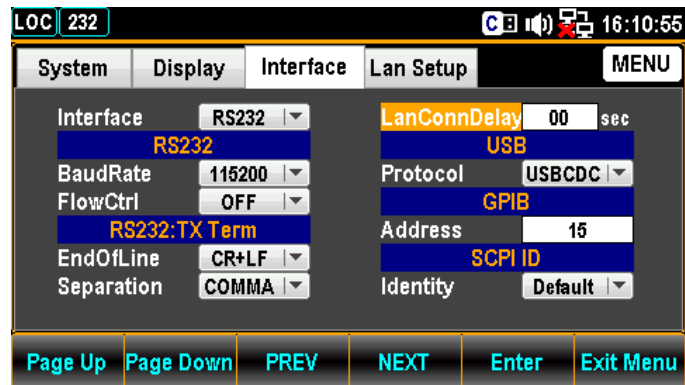 LOC 232 C 16:10:55
System Display Interface Lan Setup MENU
Interface RS232
RS232
BaudRate 115200
FlowCtrl OFF
RS232:TX Term
EndOfLine CR+LF
Separation COMMA
LanConnDelay 00 sec
USB
Protocol USBCDC
GPIB
Address 15
SCPI ID
Identity Default
Page Up Page Down PREV NEXT Enter Exit Menu